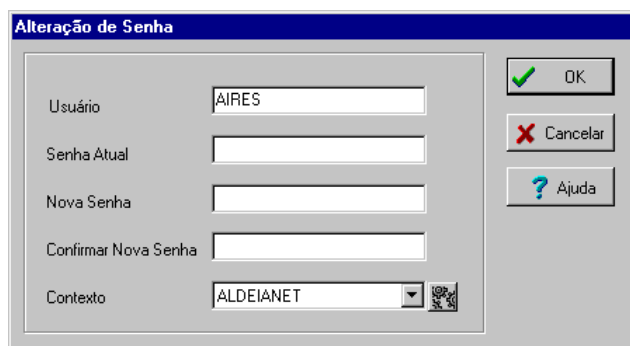 Alteração de Senha
Usuário AIRES
OK
Senha Atual
Cancelar
Nova Senha
Ajuda
Confirmar Nova Senha
Contexto ALDEIANET